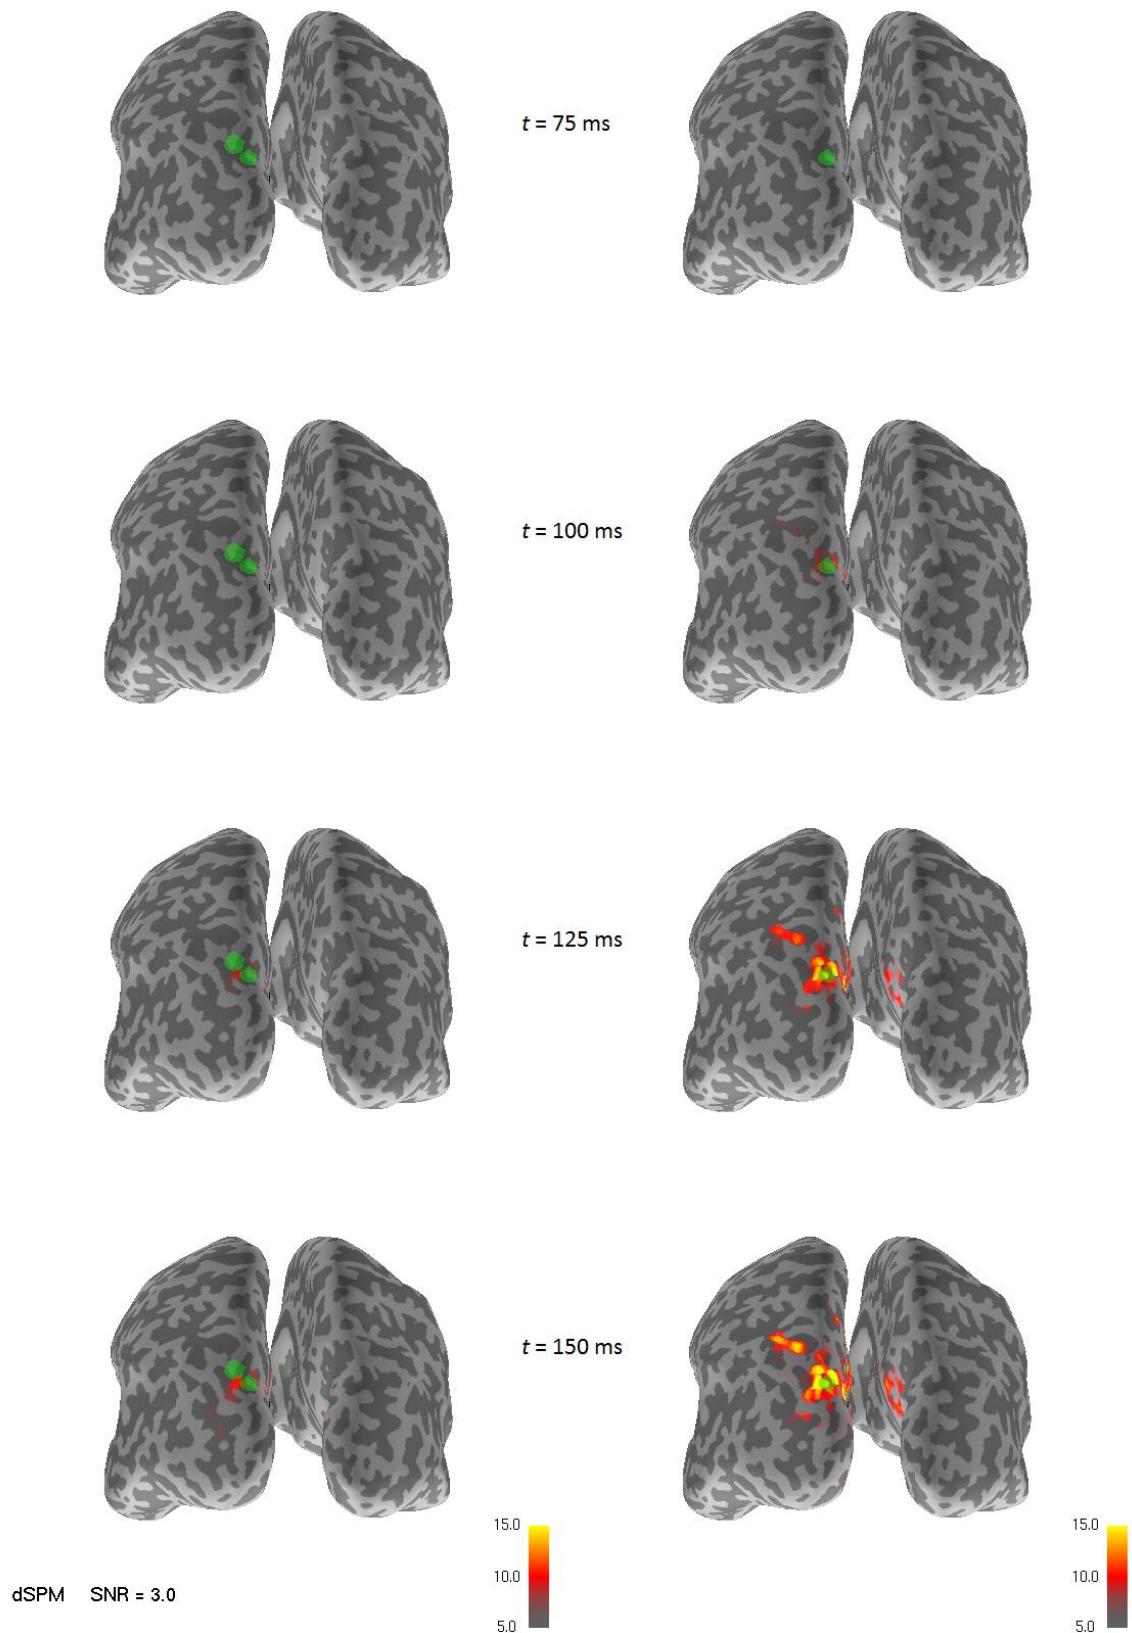 t = 75 ms
t = 100 ms
t = 125 ms
t = 150 ms
15.0
15.0
10.0
10.0
dSPM SNR = 3.0
5.0
5.0